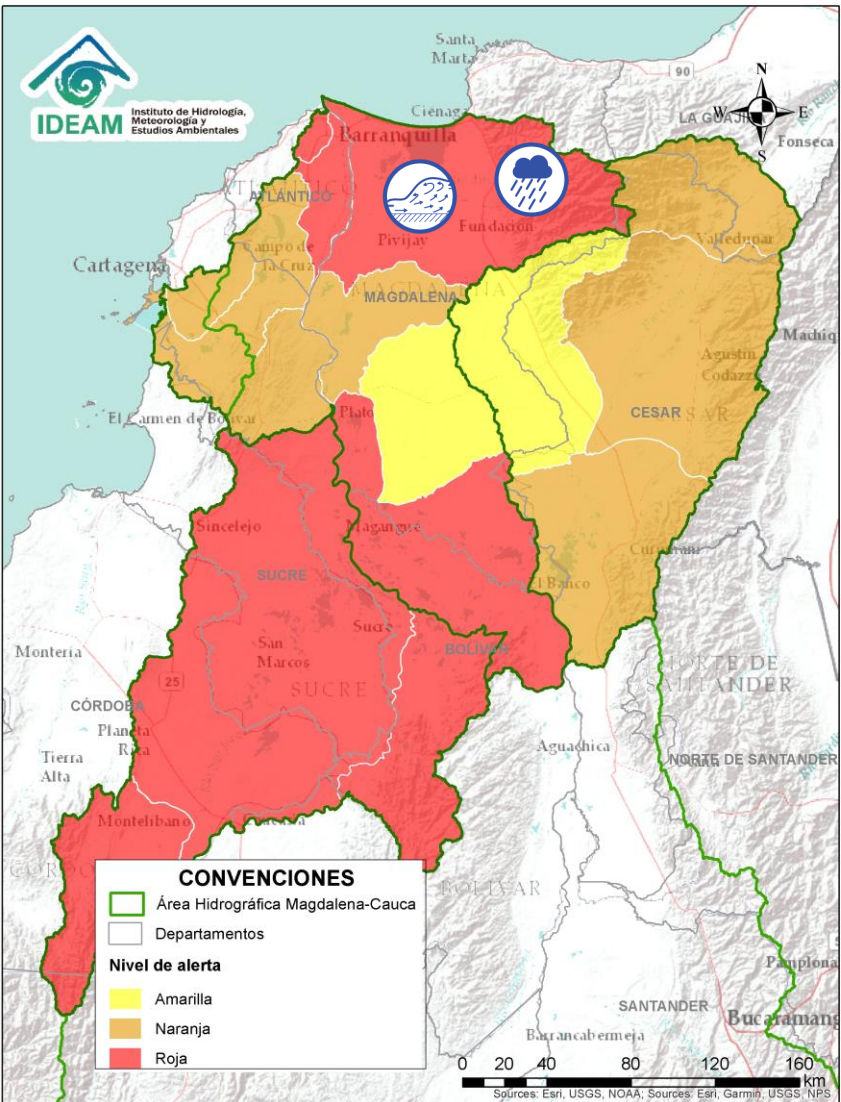 IDEAM
Instituto de Hidrología,
Meteorología y
Estudios Ambientales
Santa
Marta
90
N
W
E
S
LA GUAJIRA
Fonseca
Ciénaga
Barranquilla
ATLÁNTICO
Fundación
Pivijay
Valledupar
Campo de
la Cruz
Cartagena
MAGDALENA
Agustín
Codazzi
El Carmen de Bolívar
Plato
CESAR
CESAR
Sincelejo
Magangué
SUCRE
El Banco
Sucre
Montería
San
Marcos
BOLÍVAR
SUCRE
25
NORTE DE
SANTANDER
CÓRDOBA
Planeta
Rica
Tierra
Alta
Aguachica
NORTE DE SANTANDER
Montelíbano
BOLÍVAR
CONVENCIONES
Área Hidrográfica Magdalena-Cauca
Departamentos
Nivel de alerta
Amarilla
Naranja
Roja
Pamplona
SANTANDER
Bucaramang
Barrancabermeja
0 20 40 80 120 160
km
Sources: Esri, USGS, NOAA; Sources: Esri, Garmin, USGS, NPS